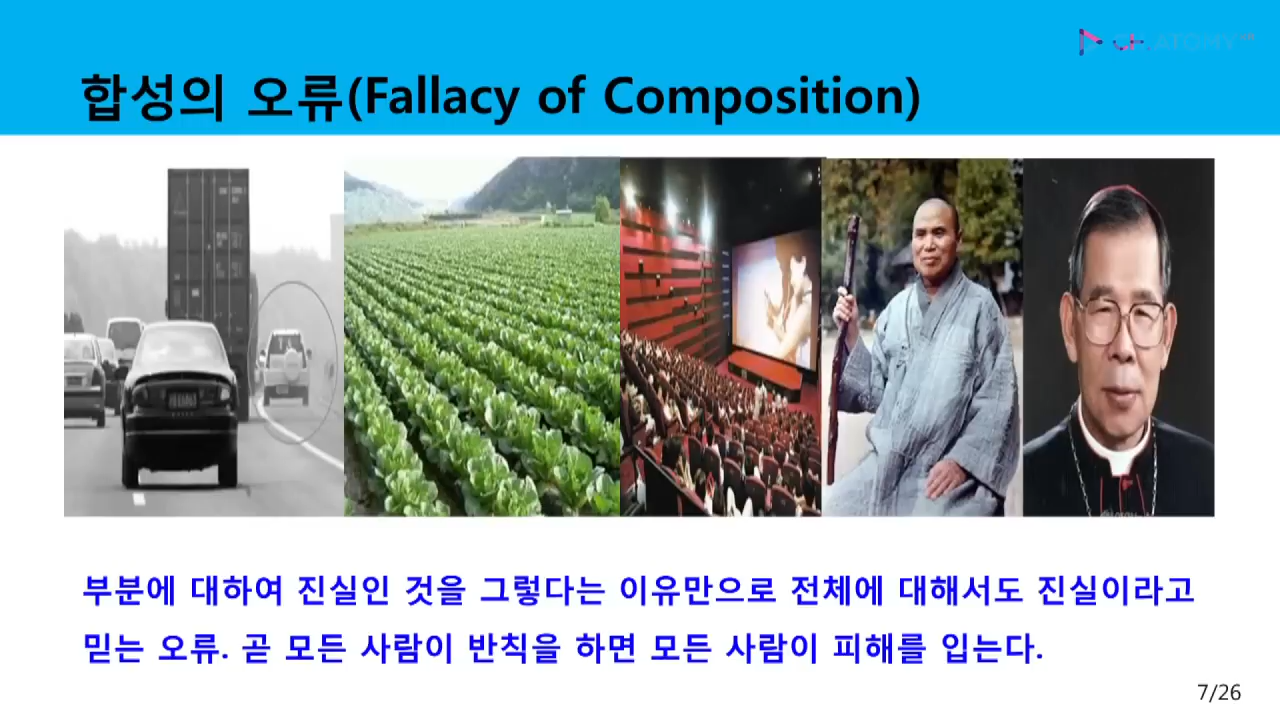 CH.ATOMY
합성의 오류(Fallacy of Composition)
부분에 대하여 진실인 것을 그렇다는 이유만으로 전체에 대해서도 진실이라고
믿는 오류. 곧 모든 사람이 반칙을 하면 모든 사람이 피해를 입는다.
7/26